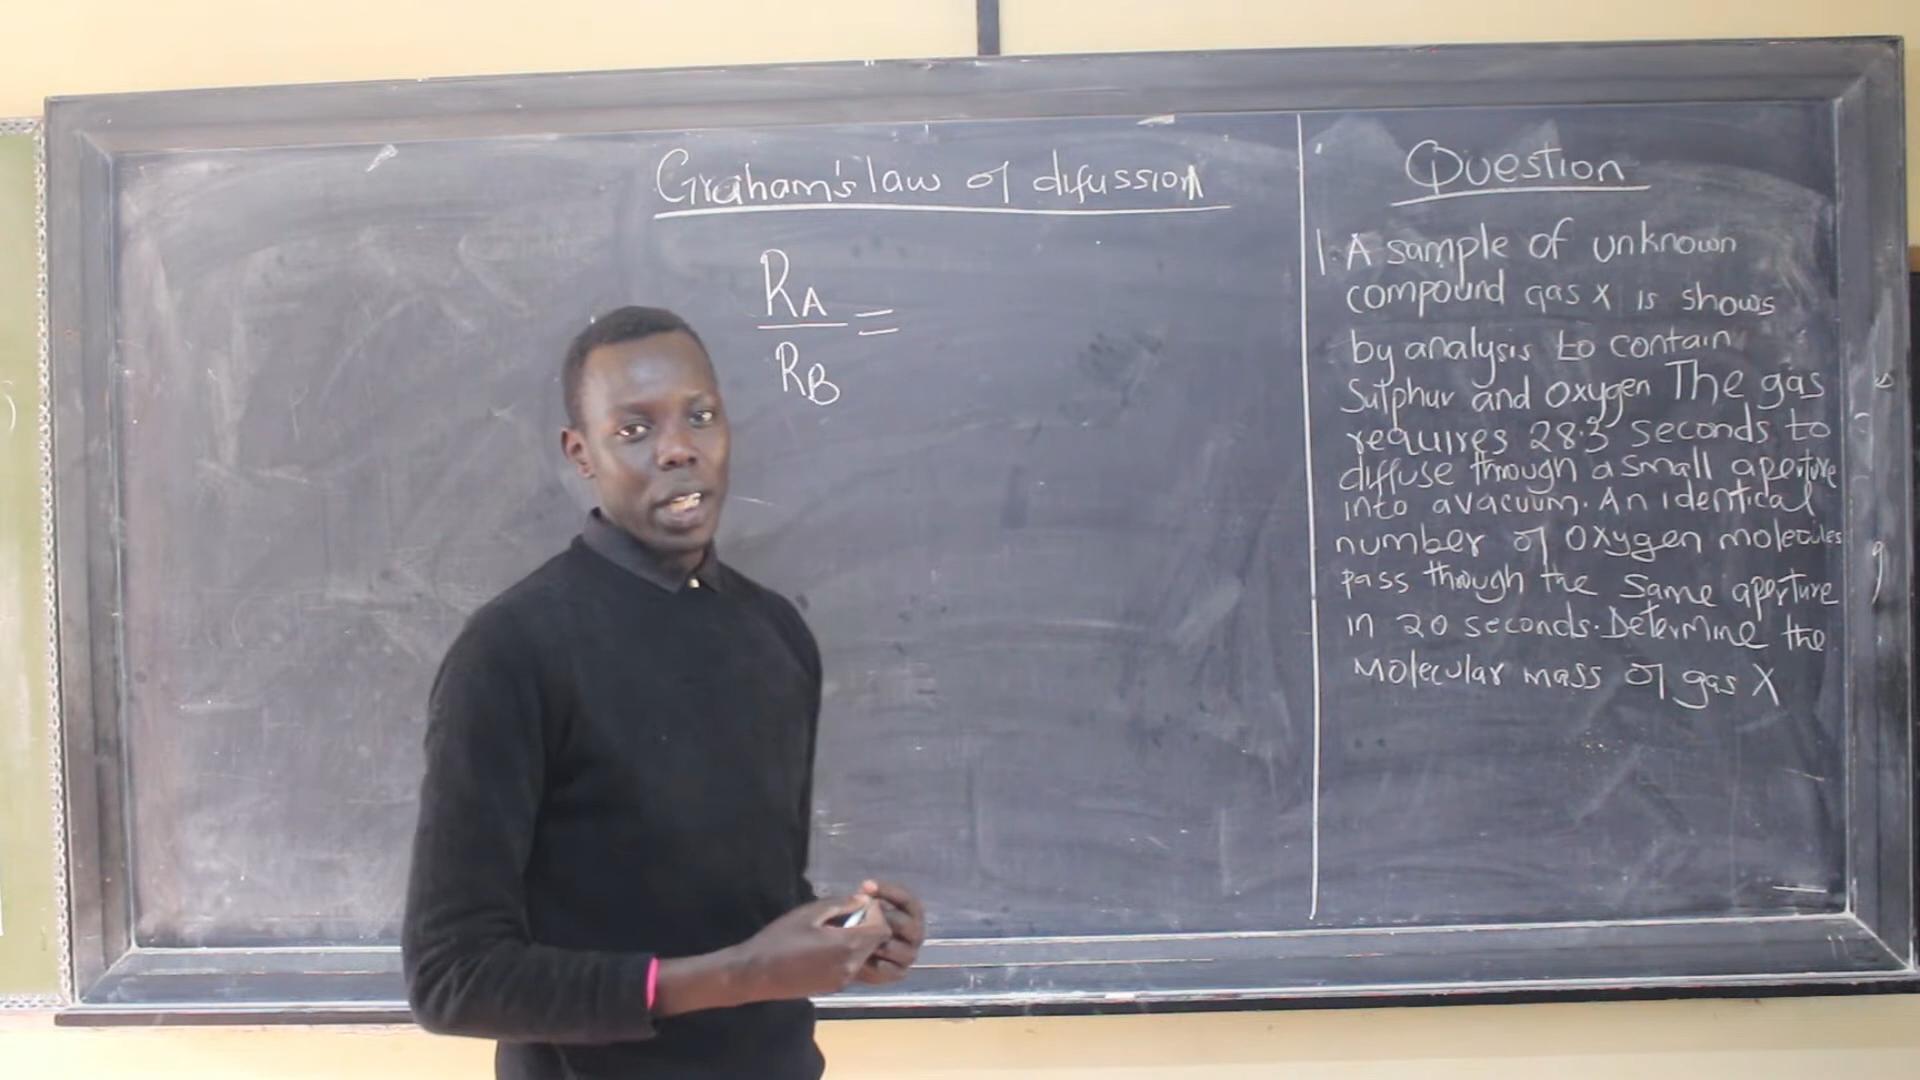 Graham's law of difussion
RA
=
RB
Question
1. A sample of unknown
compound gas X is shows
by analysis to contain
Sulphur and Oxygen The gas
requires 28.3 seconds to
diffuse through a small aperture
into a vacuum. An identical
number of Oxygen molecules
pass through the same aperture
in 20 seconds. Determine the
Molecular mass of gas X